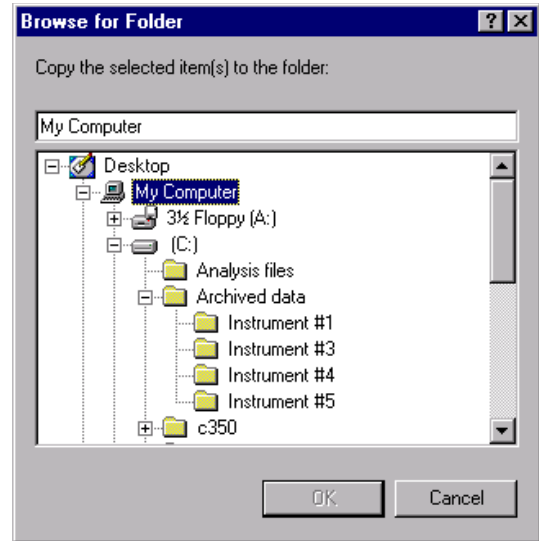 Browse for Folder
Copy the selected item(s) to the folder:
My Computer
Desktop
My Computer
3½ Floppy (A:)
(C:)
Analysis files
Archived data
Instrument #1
Instrument #3
Instrument #4
Instrument #5
c350
OK
Cancel